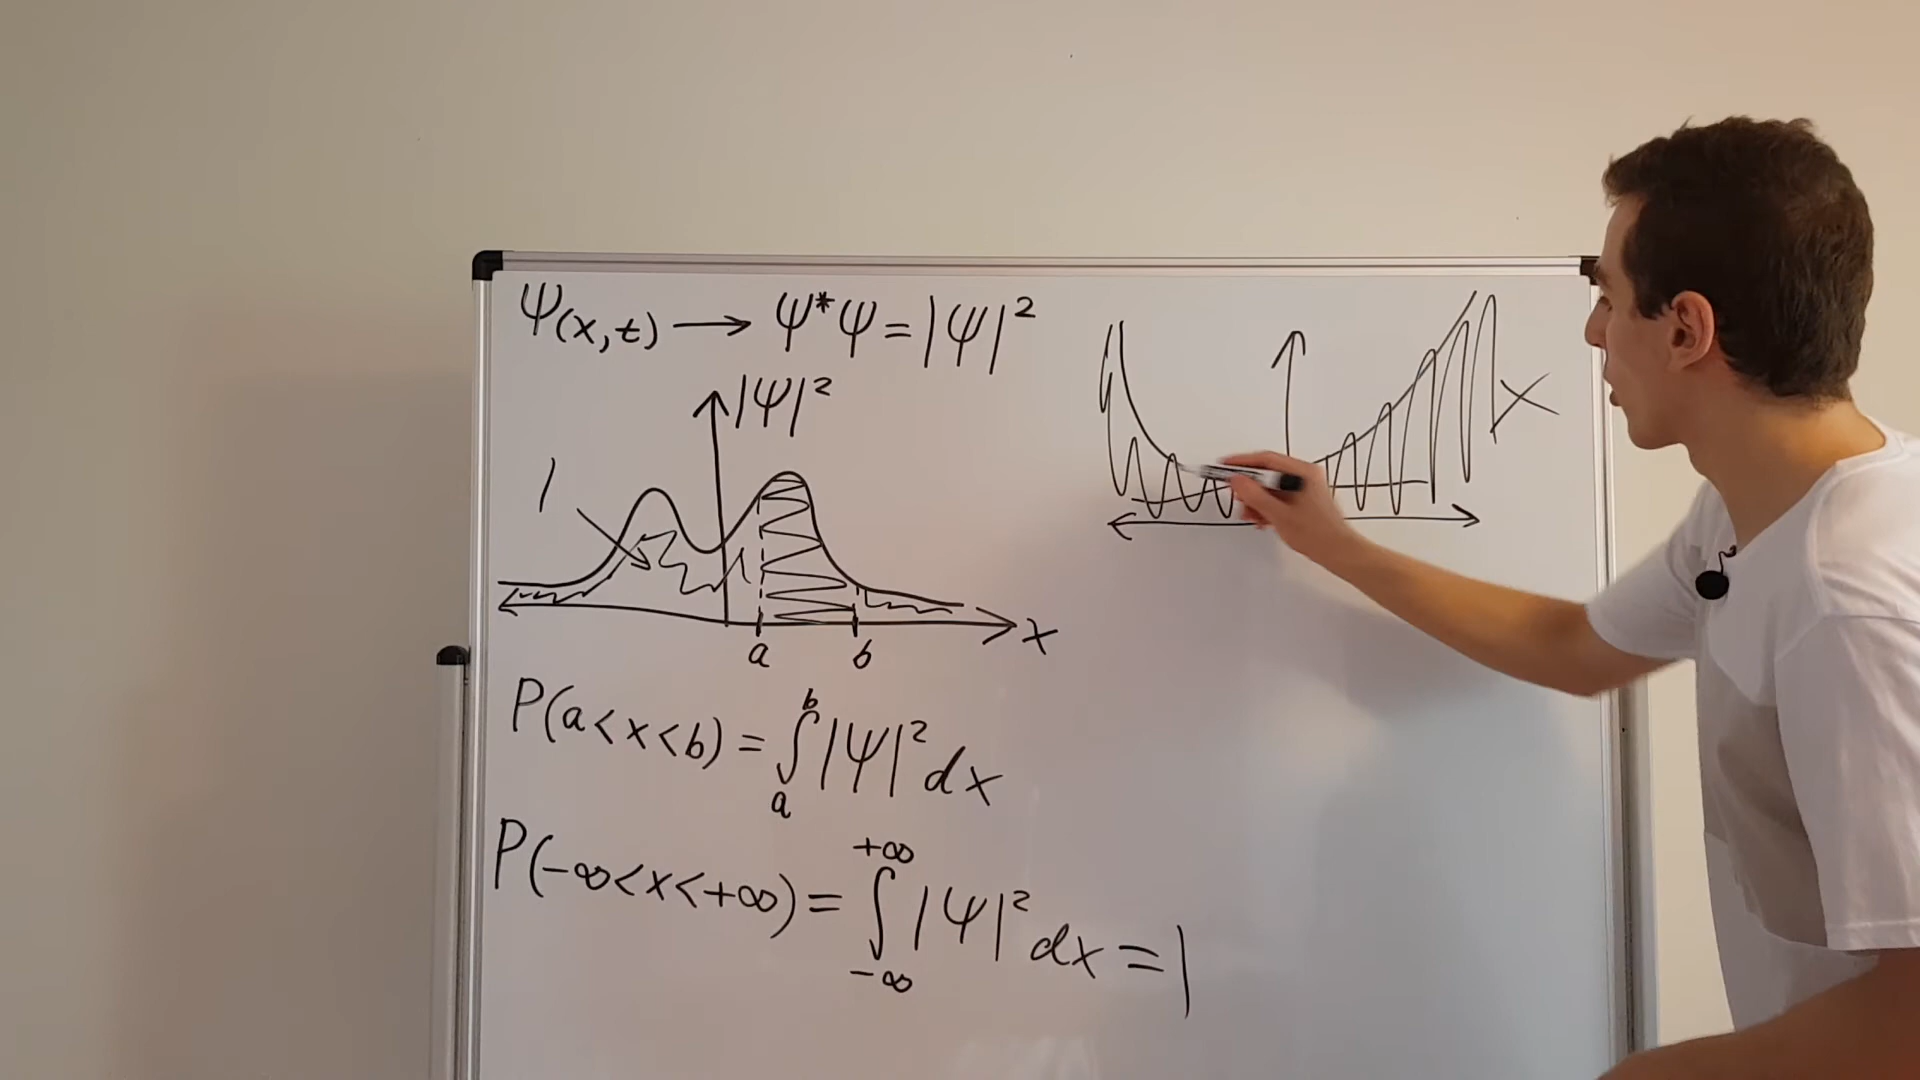 Ψ(x,t) → Ψ*Ψ = |Ψ|²
|Ψ|²
1
x
a b
P(a<x<b) = ∫ₐᵇ |Ψ|² dx
P(-∞<x<+∞) = ∫₋∞⁺∞ |Ψ|² dx = 1
x